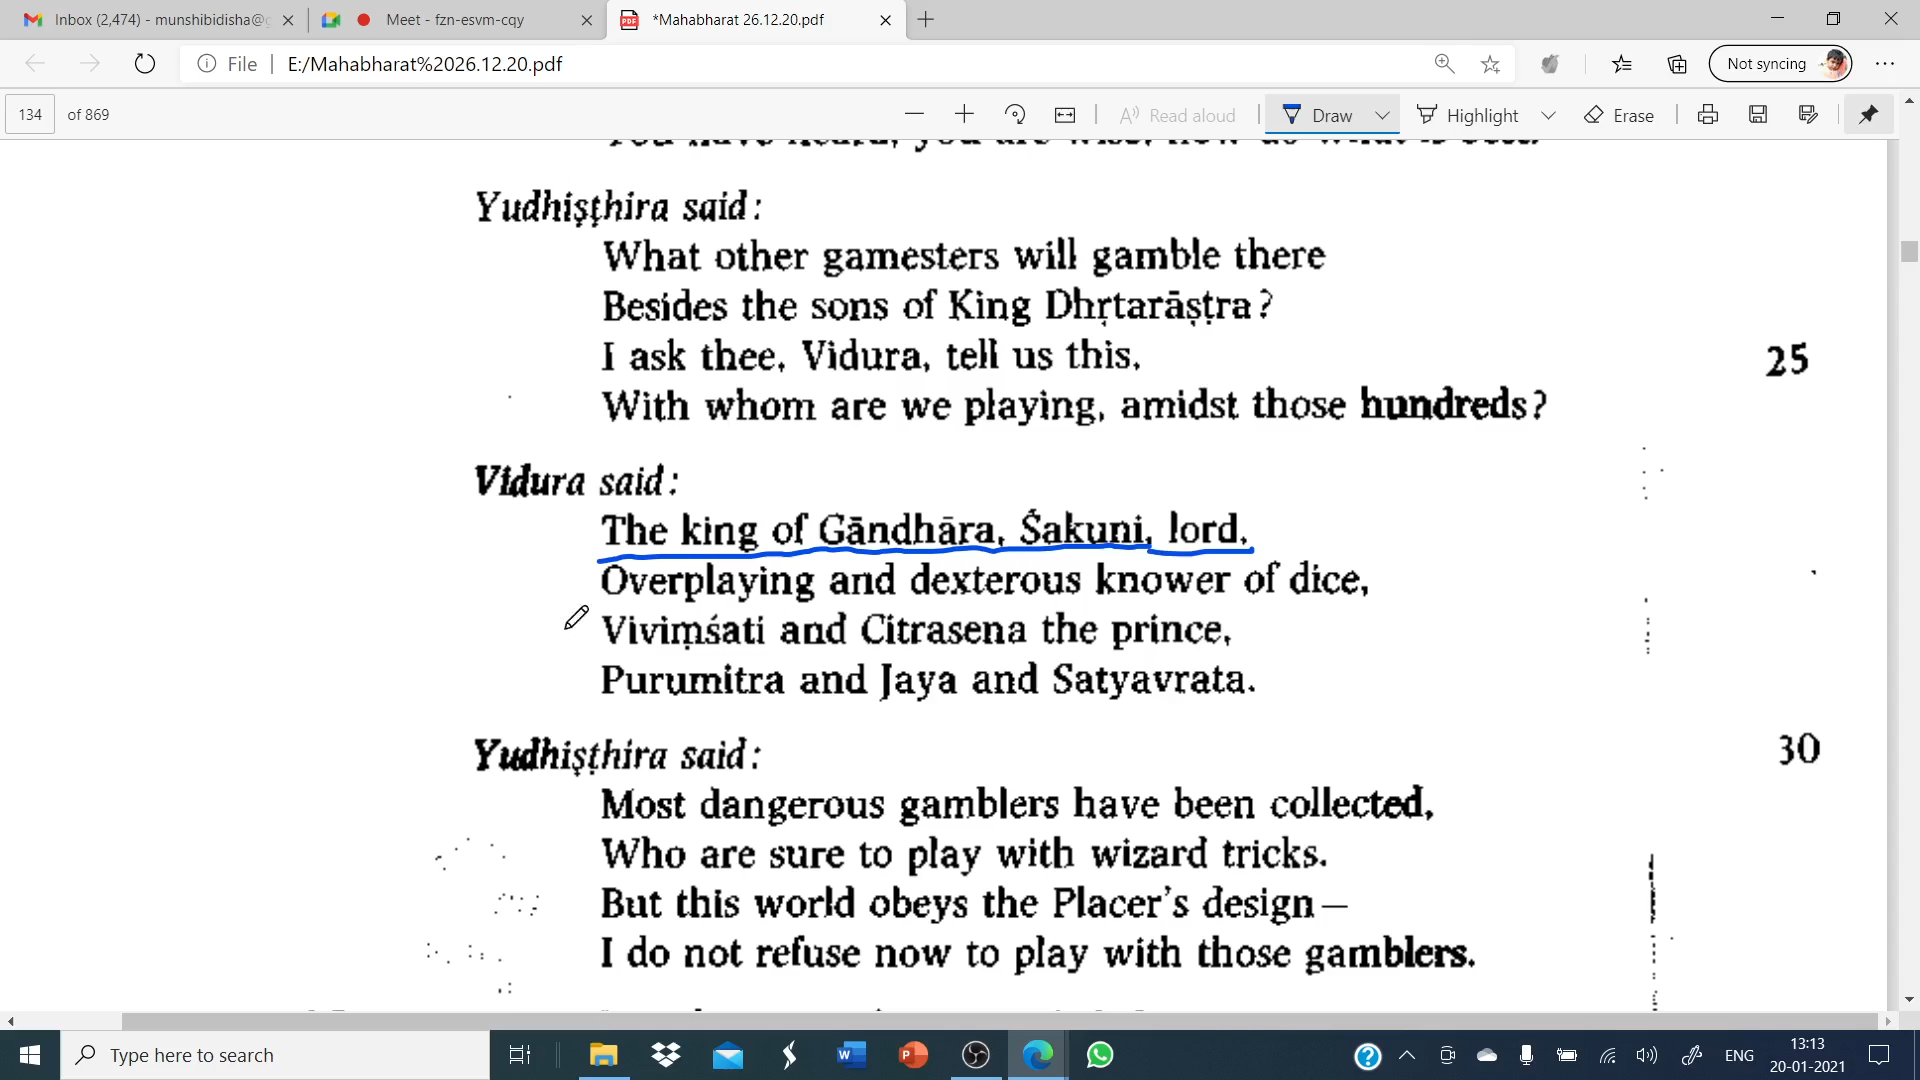 Inbox (2,474) - munshibidisha@g
Meet - fzn-esvm-cqy
*Mahabharat 26.12.20.pdf
File
E:/Mahabharat%2026.12.20.pdf
Not syncing
134 of 869
Read aloud
Draw
Highlight
Erase
Yudhiṣṭhira said:
What other gamesters will gamble there
Besides the sons of King Dhṛtarāṣṭra?
I ask thee, Vidura, tell us this, 25
With whom are we playing, amidst those hundreds?
Vidura said:
The king of Gāndhāra, Śakuni, lord,
Overplaying and dexterous knower of dice,
Viviṃśati and Citrasena the prince,
Purumitra and Jaya and Satyavrata.
Yudhiṣṭhira said: 30
Most dangerous gamblers have been collected,
Who are sure to play with wizard tricks.
But this world obeys the Placer's design—
I do not refuse now to play with those gamblers.
Type here to search
ENG
13:13
20-01-2021